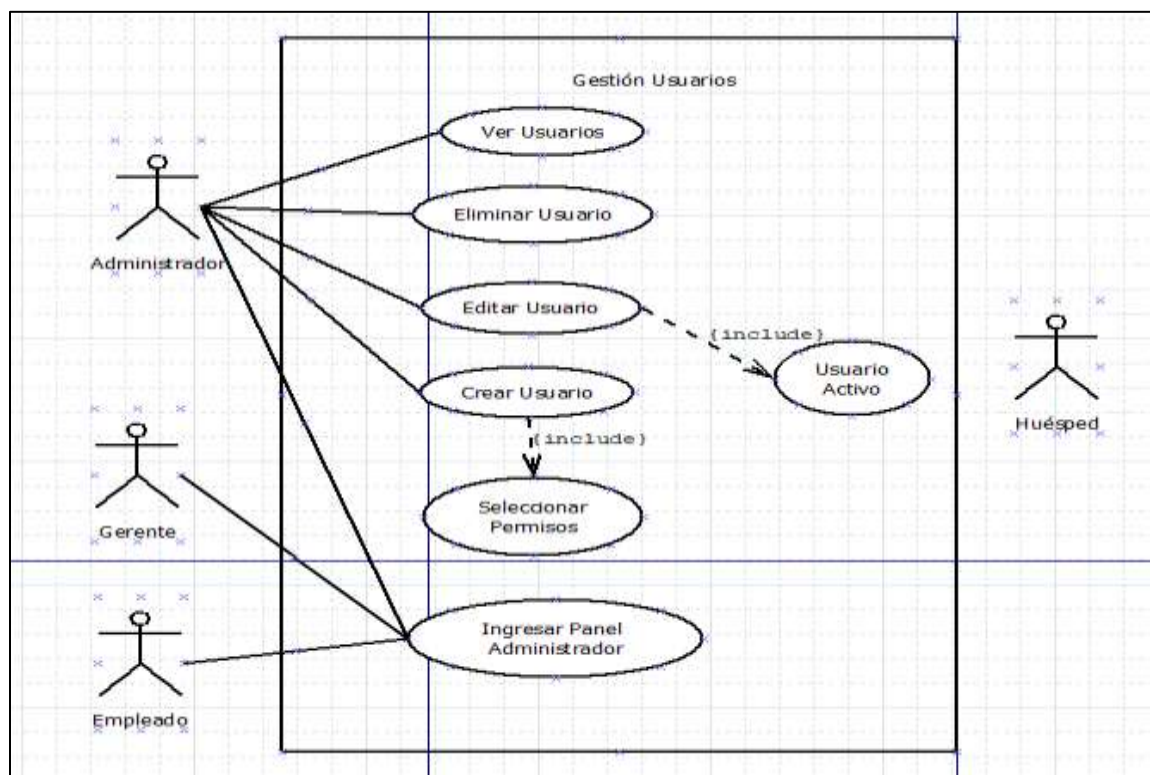 Gestión Usuarios
Ver Usuarios
Eliminar Usuario
Administrador
Editar Usuario
{include}
Usuario
Activo
Crear Usuario
Huésped
{include}
Seleccionar
Permisos
Gerente
Ingresar Panel
Administrador
Empleado